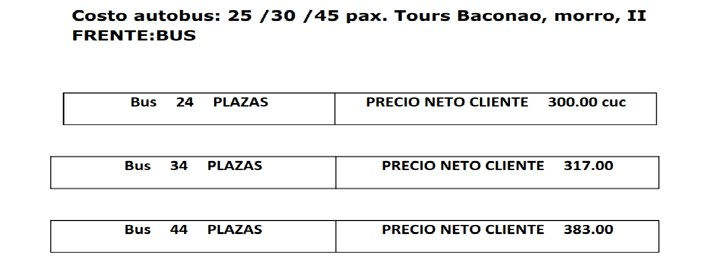 Costo autobus: 25 /30 /45 pax. Tours Baconao, morro, II
FRENTE:BUS
Bus 24 PLAZAS PRECIO NETO CLIENTE 300.00 cuc
Bus 34 PLAZAS PRECIO NETO CLIENTE 317.00
Bus 44 PLAZAS PRECIO NETO CLIENTE 383.00